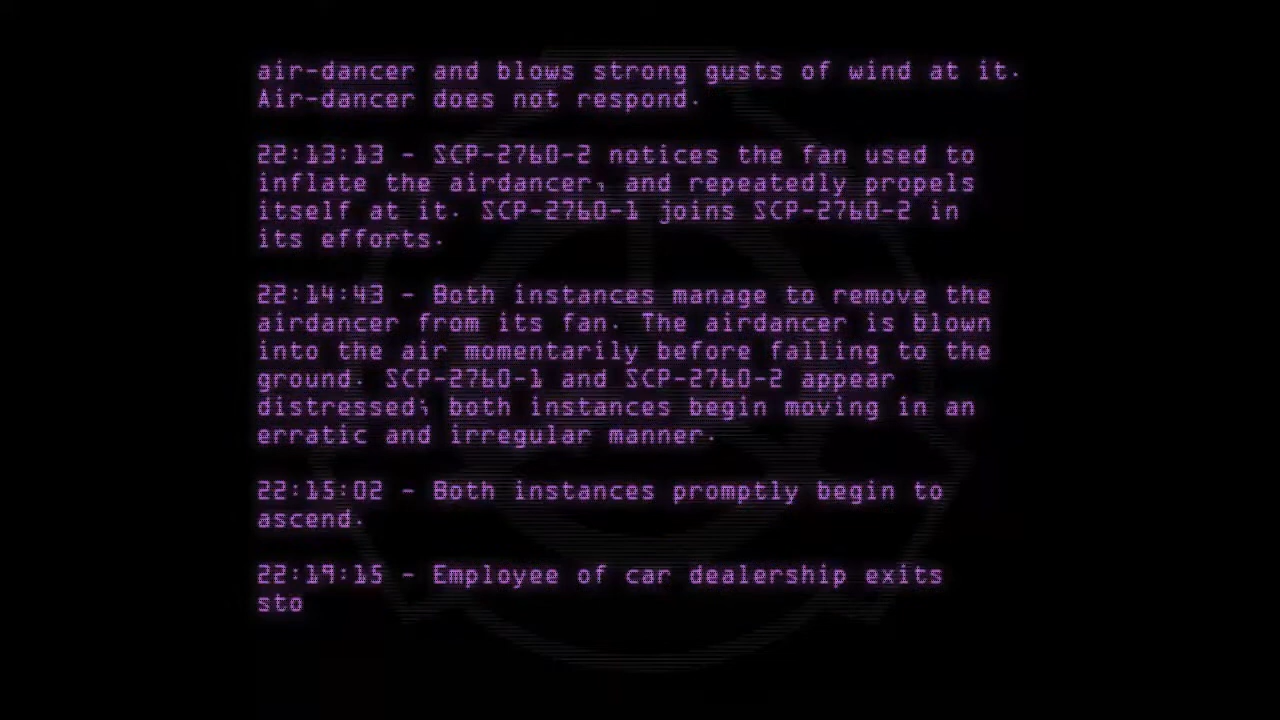 air-dancer and blows strong gusts of wind at it.
Air-dancer does not respond.
22:13:13 - SCP-2760-2 notices the fan used to
inflate the airdancer, and repeatedly propels
itself at it. SCP-2760-1 joins SCP-2760-2 in
its efforts.
22:14:43 - Both instances manage to remove the
airdancer from its fan. The airdancer is blown
into the air momentarily before falling to the
ground. SCP-2760-1 and SCP-2760-2 appear
distressed; both instances begin moving in an
erratic and irregular manner.
22:15:02 - Both instances promptly begin to
ascend.
22:19:15 - Employee of car dealership exits
sto